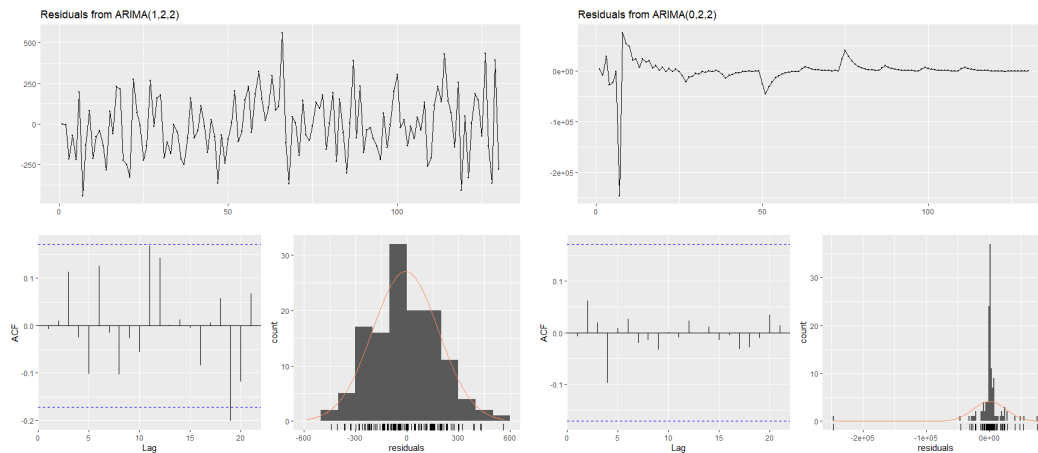 Residuals from ARIMA(1,2,2)
500
250
0
-250
0
50
100
Residuals from ARIMA(0,2,2)
0e+00
-1e+05
-2e+05
0
50
100
ACF
0.1
0.0
-0.1
-0.2
0
5
10
15
20
Lag
count
30
20
10
0
-600
-300
0
300
600
residuals
ACF
0.1
0.0
-0.1
0
5
10
15
20
Lag
count
30
20
10
0
-2e+05
-1e+05
0e+00
residuals